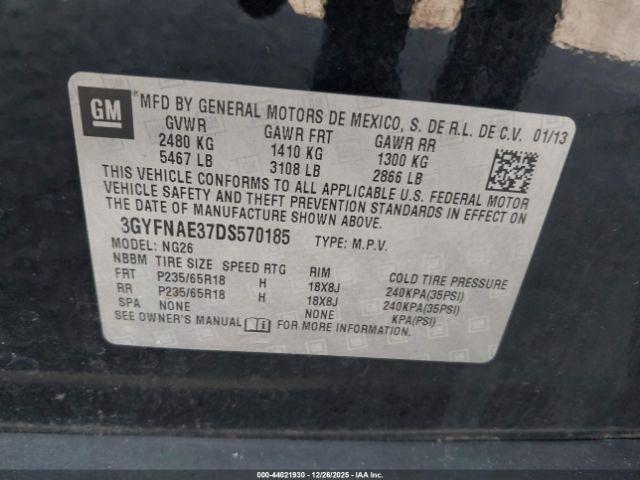 GM
MFD BY GENERAL MOTORS DE MEXICO, S. DE R.L. DE C.V. 01/13
GVWR GAWR FRT GAWR RR
2480 KG 1410 KG 1300 KG
5467 LB 3108 LB 2866 LB
THIS VEHICLE CONFORMS TO ALL APPLICABLE U.S. FEDERAL MOTOR
VEHICLE SAFETY AND THEFT PREVENTION STANDARDS IN EFFECT ON
THE DATE OF MANUFACTURE SHOWN ABOVE.
3GYFNAE37DS570185 TYPE: M.P.V.
MODEL: NG26
NBBM TIRE SIZE SPEED RTG RIM COLD TIRE PRESSURE
FRT P235/65R18 H 18X8J 240KPA(35PSI)
RR P235/65R18 H 18X8J 240KPA(35PSI)
SPA NONE NONE KPA(PSI)
SEE OWNER'S MANUAL FOR MORE INFORMATION.
000-44021930 - 12/26/2025 - IAAI.COM